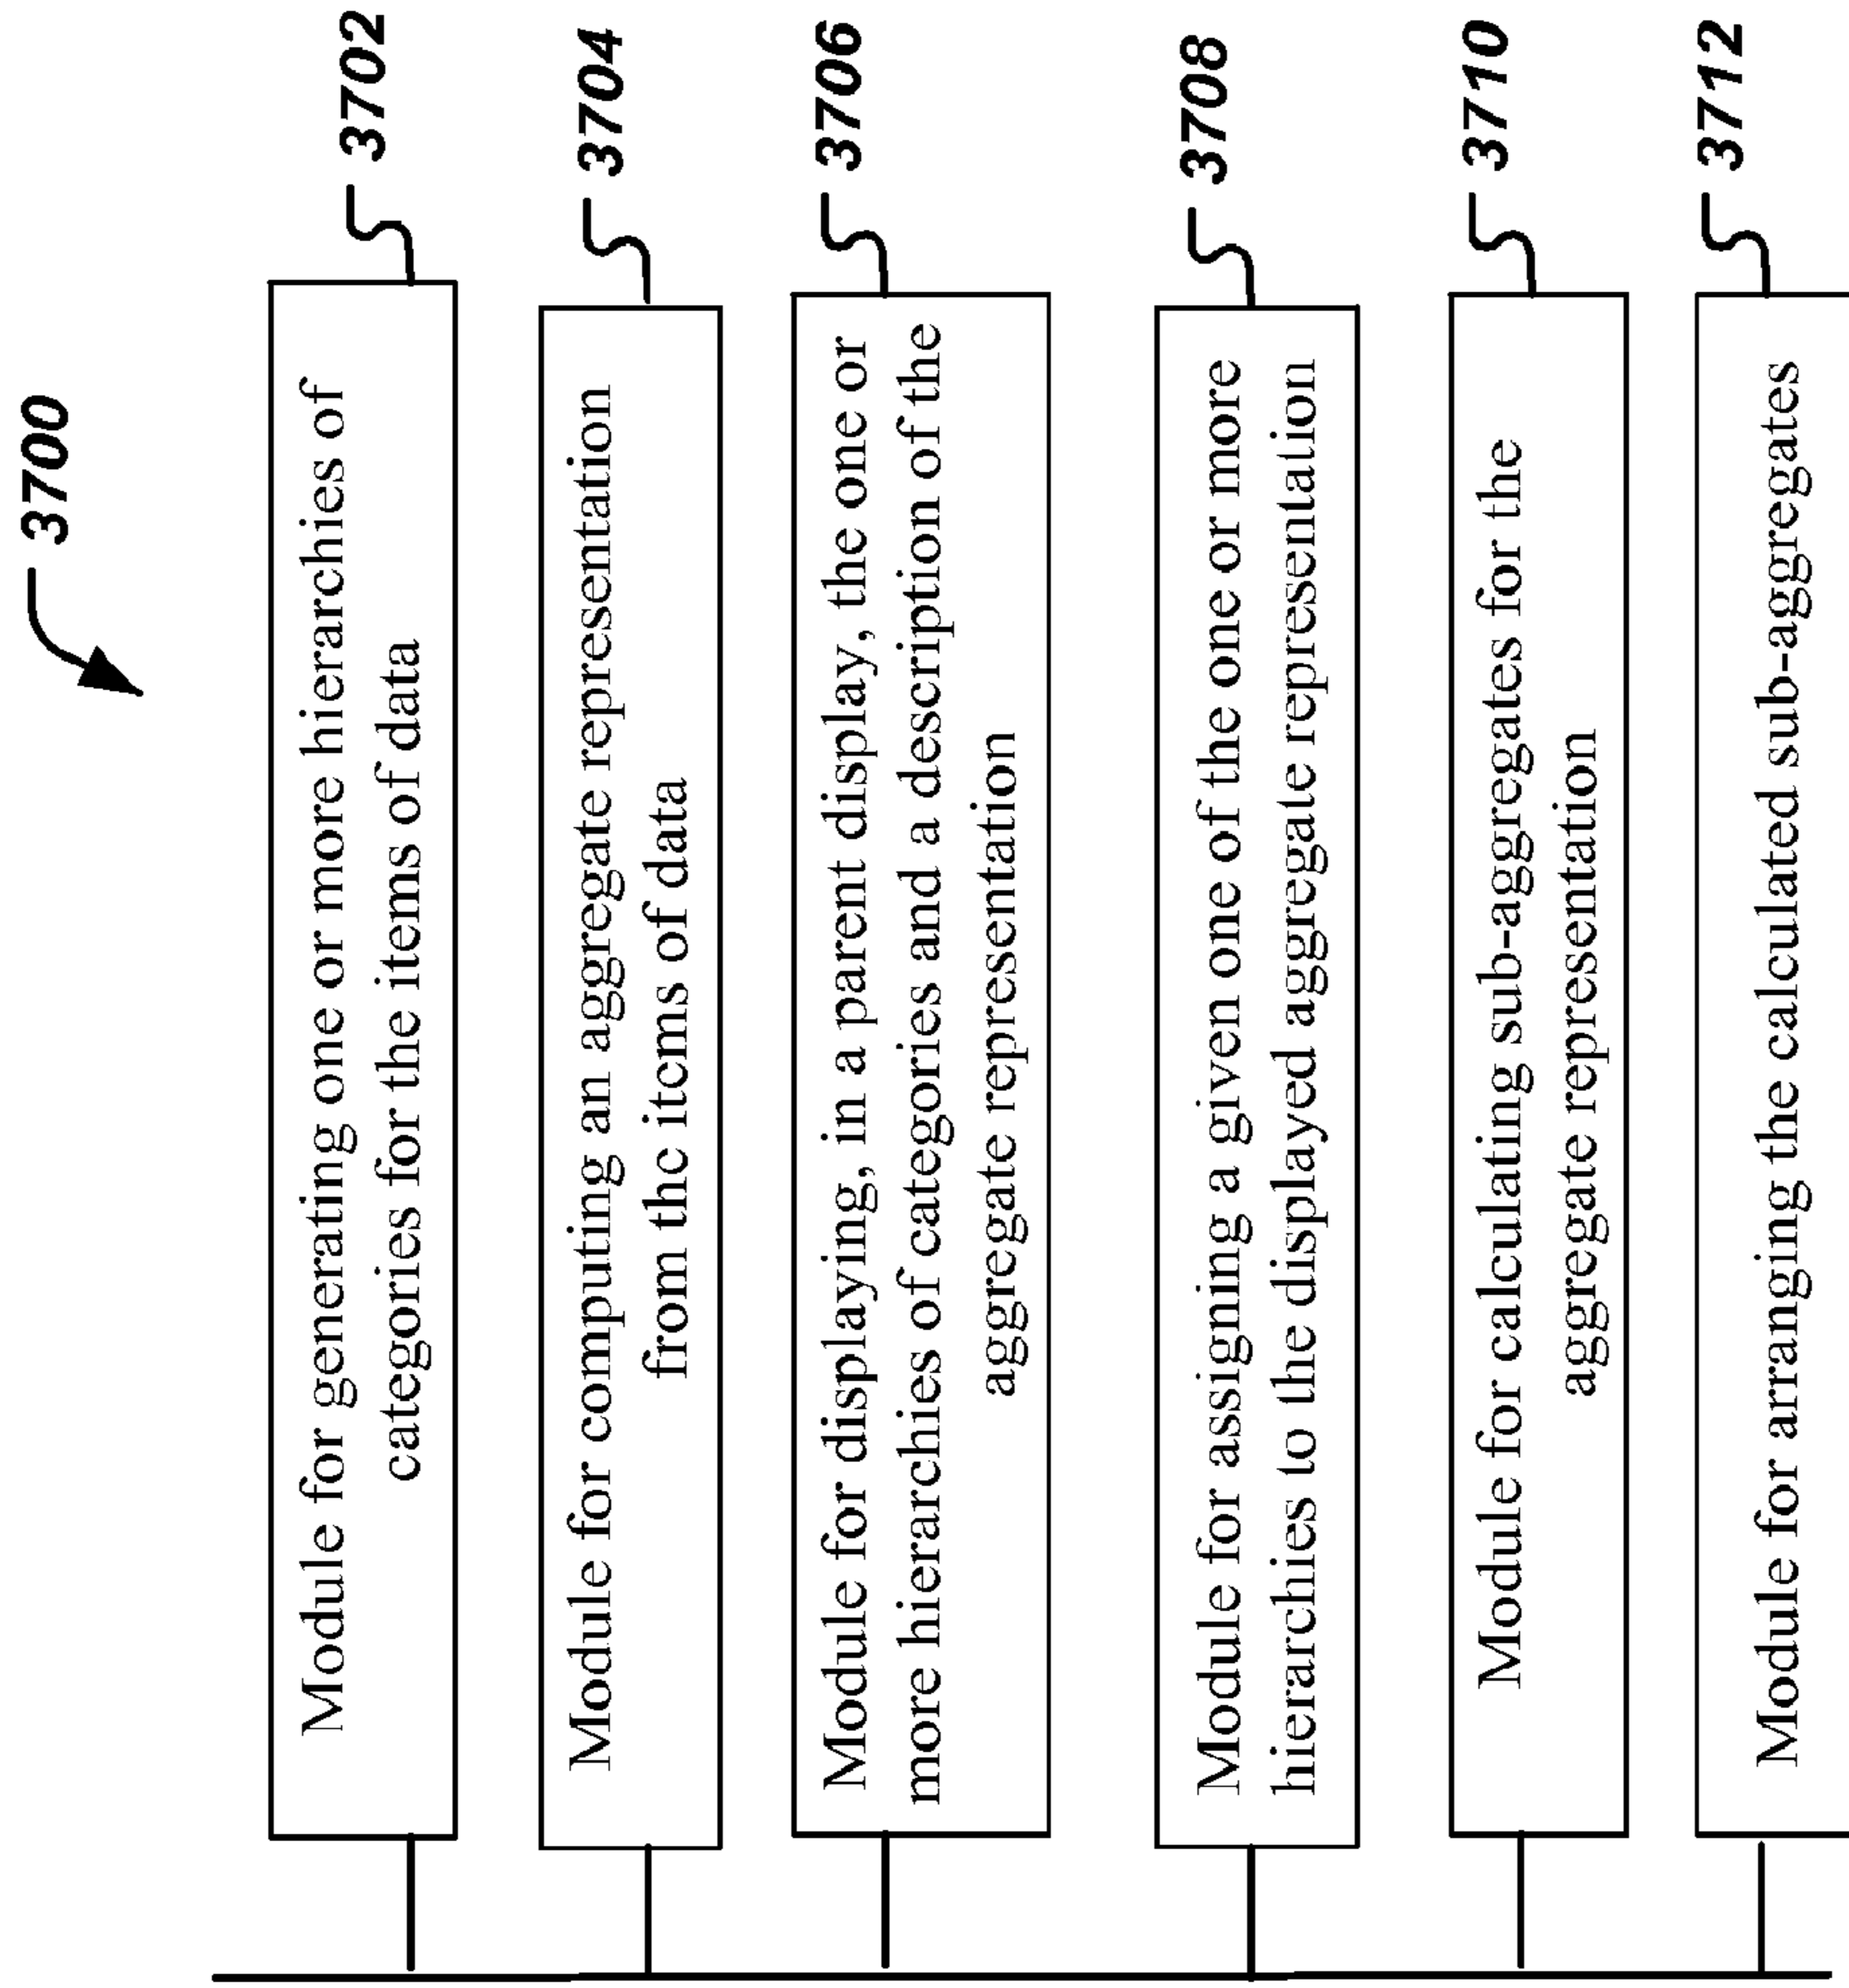 3700
Module for generating one or more hierarchies of
categories for the items of data
3702
Module for computing an aggregate representation
from the items of data
3704
Module for displaying, in a parent display, the one or
more hierarchies of categories and a description of the
aggregate representation
3706
Module for assigning a given one of the one or more
hierarchies to the displayed aggregate representation
3708
Module for calculating sub-aggregates for the
aggregate representation
3710
Module for arranging the calculated sub-aggregates
3712